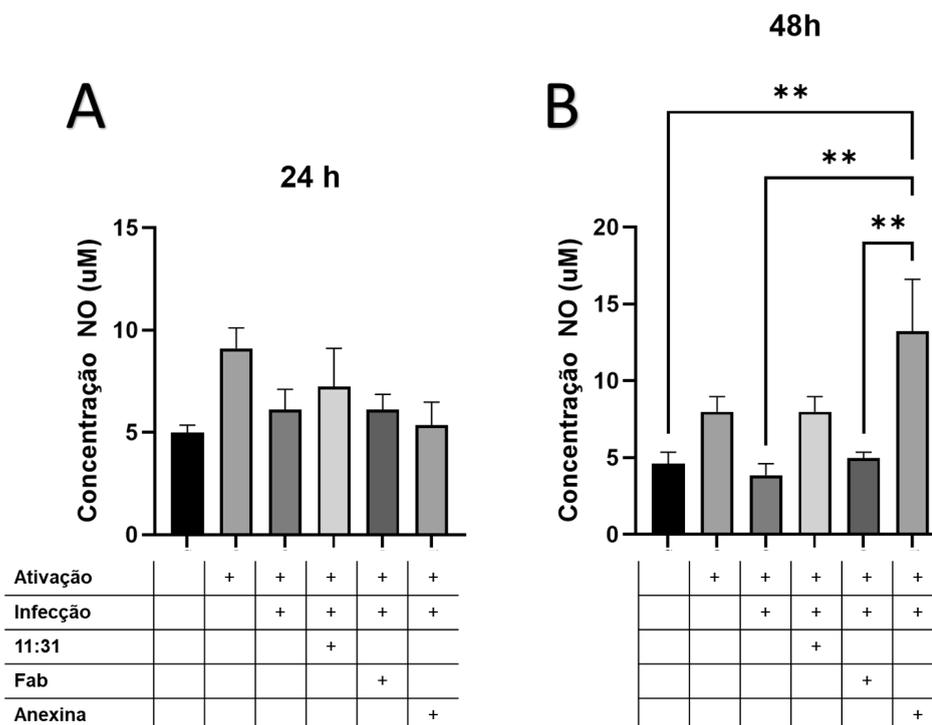 48h
A
B
**
**
24 h
**
15
10
5
0
Concentração NO (uM)
20
15
10
5
0
Concentração NO (uM)
Ativação + + + + + + + + + +
Infecção + + + + + + + +
11:31 + +
Fab + +
Anexina + +